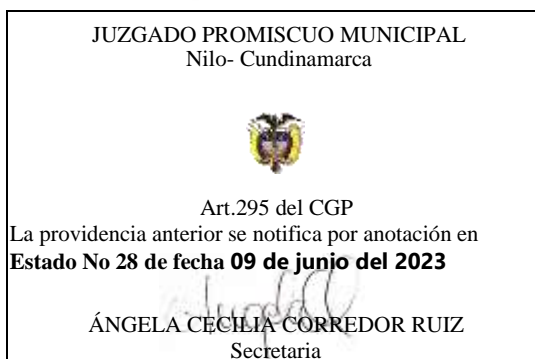 JUZGADO PROMISCUO MUNICIPAL
Nilo- Cundinamarca
Art.295 del CGP
La providencia anterior se notifica por anotación en
Estado No 28 de fecha 09 de junio del 2023
ÁNGELA CECILIA CORREDOR RUIZ
Secretaria